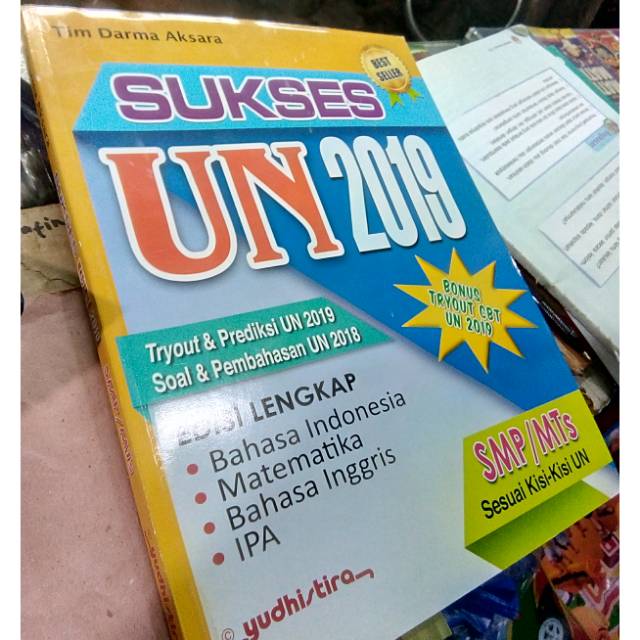 Tim Darma Aksara
BEST
SELLER
SUKSES
UN 2019
BONUS
TRYOUT CBT
UN 2019
Tryout & Prediksi UN 2019
Soal & Pembahasan UN 2018
EDISI LENGKAP
• Bahasa Indonesia
• Matematika
• Bahasa Inggris
• IPA
SMP/MTs
Sesuai Kisi-Kisi UN
© yudhistira